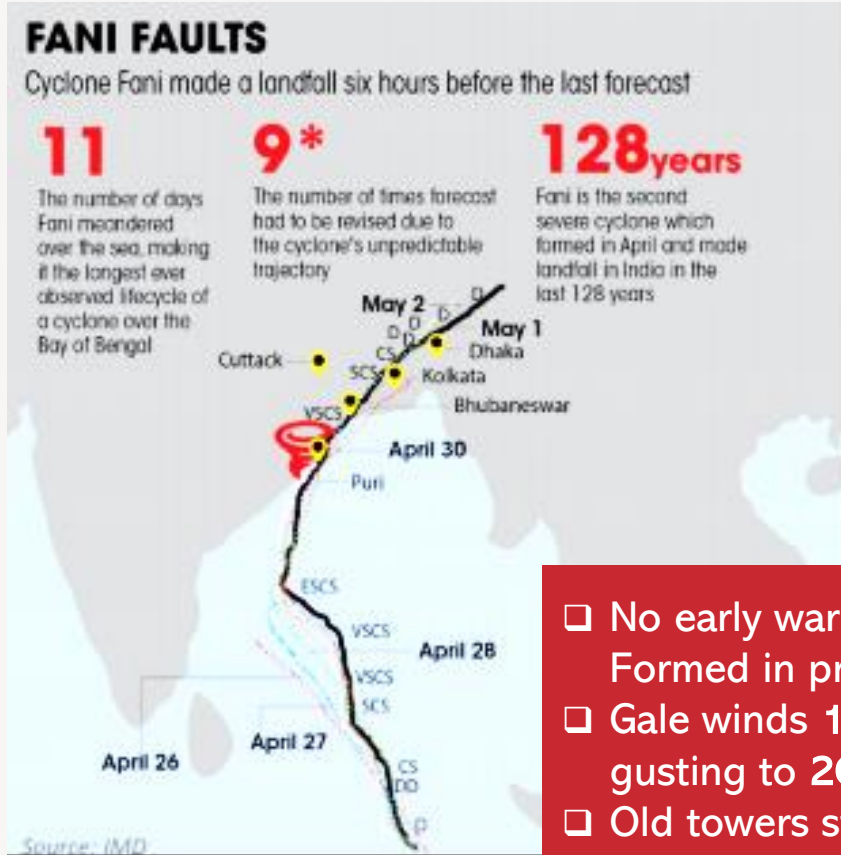 FANI FAULTS
Cyclone Fani made a landfall six hours before the last forecast
11
The number of days
Fani meandered
over the sea, making
it the longest ever
observed lifecycle of
a cyclone over the
Bay of Bengal
9*
The number of times forecast
had to be revised due to
the cyclone's unpredictable
trajectory
128 years
Fani is the second
severe cyclone which
formed in April and made
landfall in India in the
last 128 years
May 2
D
D
D
D
D
May 1
Dhaka
Cuttack
CS
SCS
Kolkata
VSCS
Bhubaneswar
April 30
Puri
ESCS
VSCS
April 28
VSCS
SCS
April 27
April 26
CS
DD
D
Source: IMD
❑ No early war
Formed in pr
❑ Gale winds 1
gusting to 20
❑ Old towers s